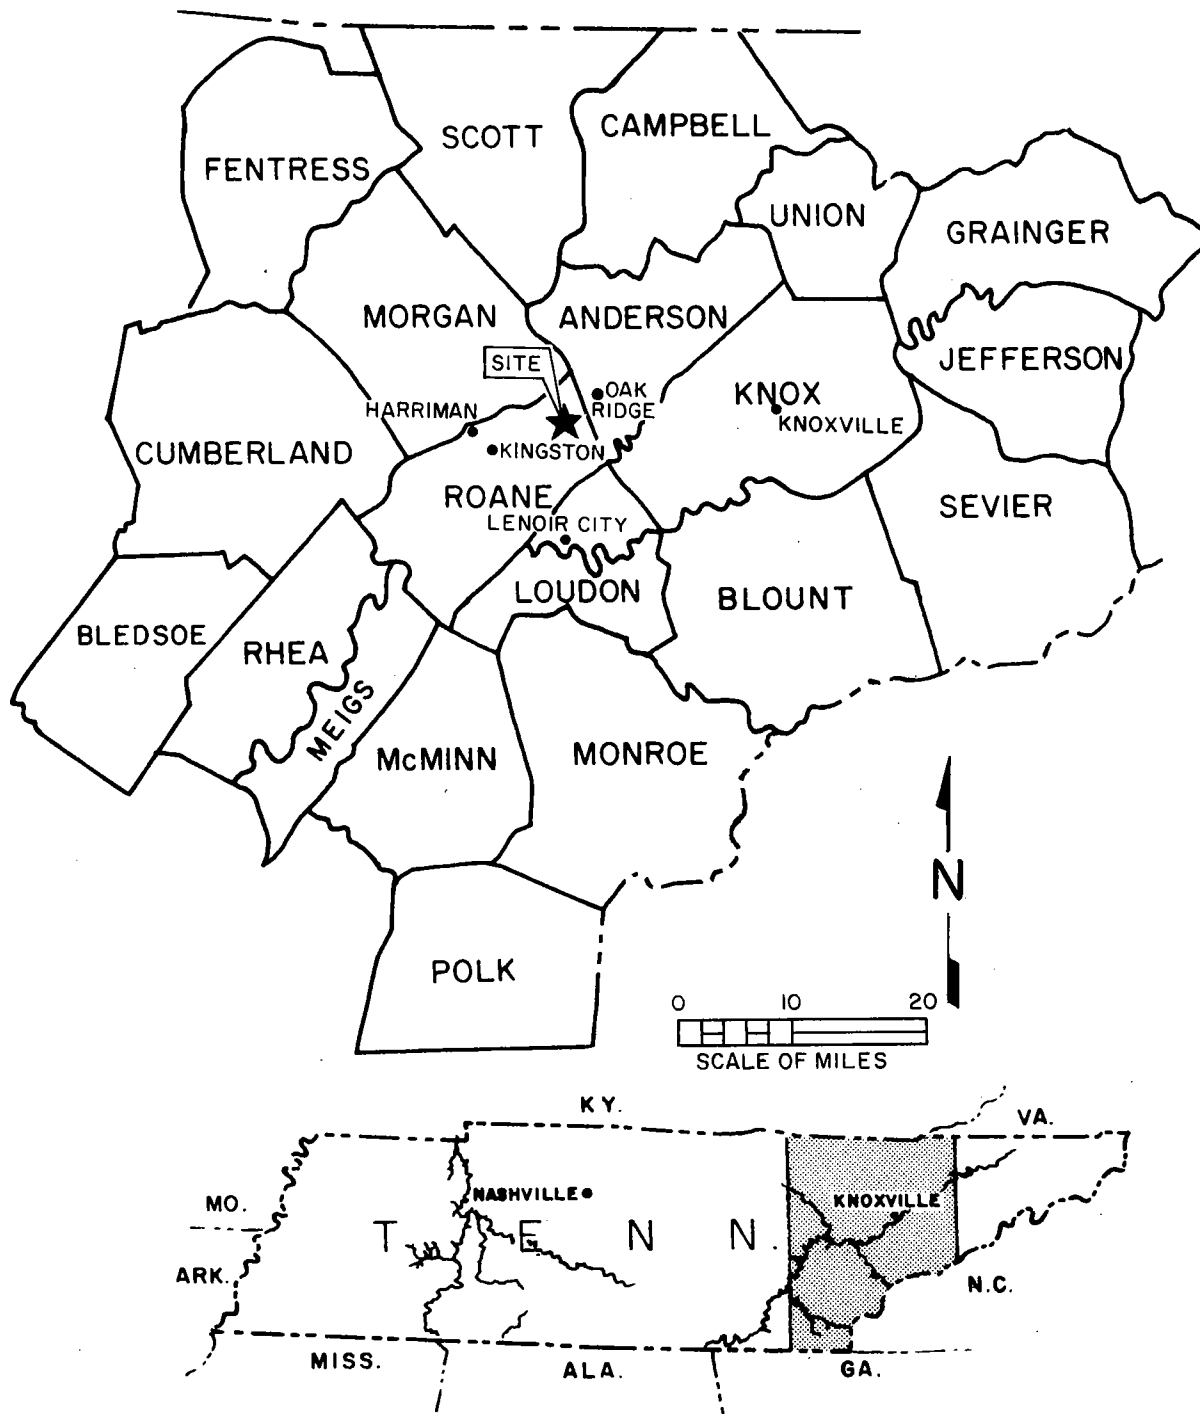 SCOTT
CAMPBELL
FENTRESS
UNION
GRAINGER
MORGAN
ANDERSON
JEFFERSON
SITE
OAK
RIDGE
KNOX
HARRIMAN
KNOXVILLE
KINGSTON
CUMBERLAND
ROANE
SEVIER
LENOIR CITY
LOUDON
BLOUNT
BLEDSOE
RHEA
MEIGS
McMINN
MONROE
N
POLK
0 10 20
SCALE OF MILES
KY.
VA.
NASHVILLE
KNOXVILLE
MO.
T E N N.
ARK.
N.C.
MISS.
ALA.
GA.